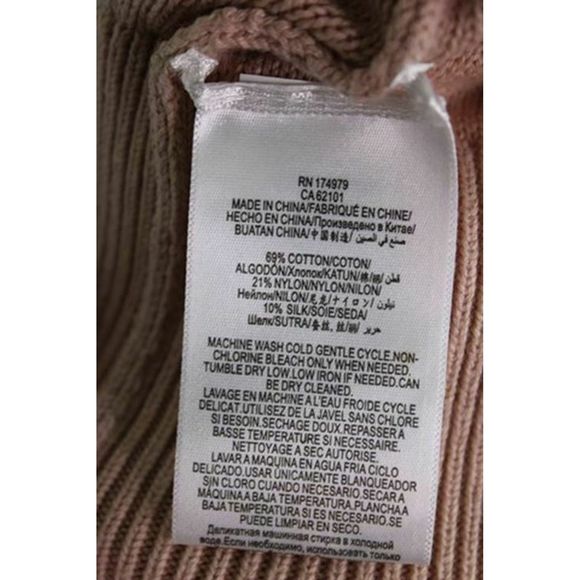 RN 174979
CA 62101
MADE IN CHINA/FABRIQUÉ EN CHINE/
HECHO EN CHINA/Произведено в Китае/
BUATAN CHINA/中国制造/ صنع في الصين
69% COTTON/COTON/
ALGODÓN/Хлопок/KATUN/棉/綿/ قطن
21% NYLON/NYLON/NILON/
Нейлон/NILON/尼龙/ナイロン/ نيلون
10% SILK/SOIE/SEDA/
Шелк/SUTRA/蚕丝, 丝/絹/ حرير
MACHINE WASH COLD GENTLE CYCLE.NON-
CHLORINE BLEACH ONLY WHEN NEEDED.
TUMBLE DRY LOW.LOW IRON IF NEEDED.CAN
BE DRY CLEANED.
LAVAGE EN MACHINE A L'EAU FROIDE CYCLE
DELICAT.UTILISEZ DE LA JAVEL SANS CHLORE
SI BESOIN.SECHAGE DOUX.REPASSER A
BASSE TEMPERATURE SI NECESSAIRE.
NETTOYAGE A SEC AUTORISE.
LAVAR A MAQUINA EN AGUA FRIA CICLO
DELICADO.USAR ÚNICAMENTE BLANQUEADOR
SIN CLORO CUANDO NECESARIO.SECAR A
MÁQUINA A BAJA TEMPERATURA.PLANCHA A
BAJA TEMPERATURA SI ES NECESARIO.SE
PUEDE LIMPIAR EN SECO.
Деликатная машинная стирка в холодной
воде.Если необходимо, использовать только